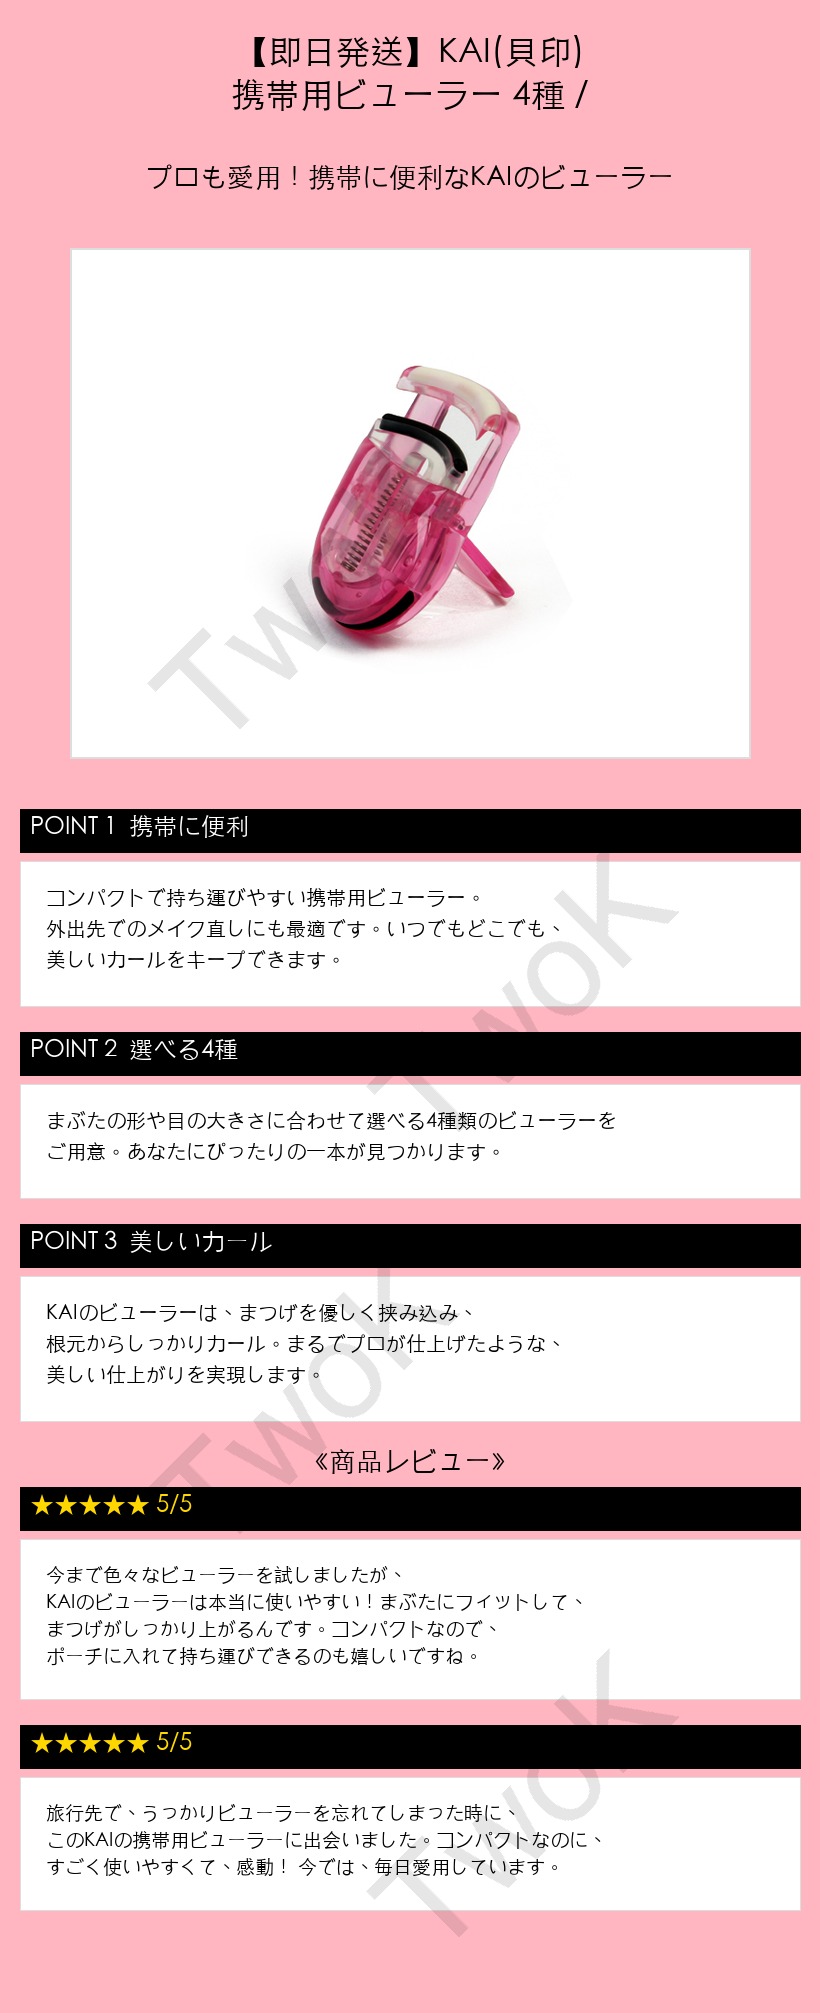 【即日発送】KAI(貝印)
携帯用ビューラー 4種 /
プロも愛用！携帯に便利なKAIのビューラー
Tw
POINT 1 携帯に便利
コンパクトで持ち運びやすい携帯用ビューラー。
外出先でのメイク直しにも最適です。いつでもどこでも、
美しいカールをキープできます。
TwoK
POINT 2 選べる4種
まぶたの形や目の大きさに合わせて選べる4種類のビューラーを
ご用意。あなたにぴったりの一本が見つかります。
POINT 3 美しいカール
KAIのビューラーは、まつげを優しく挟み込み、
根元からしっかりカール。まるでプロが仕上げたような、
美しい仕上がりを実現します。
TwoK
《商品レビュー》
★★★★★ 5/5
今まで色々なビューラーを試しましたが、
KAIのビューラーは本当に使いやすい！まぶたにフィットして、
まつげがしっかり上がるんです。コンパクトなので、
ポーチに入れて持ち運びできるのも嬉しいですね。
★★★★★ 5/5
旅行先で、うっかりビューラーを忘れてしまった時に、
このKAIの携帯用ビューラーに出会いました。コンパクトなのに、
すごく使いやすくて、感動！ 今では、毎日愛用しています。
TwoK